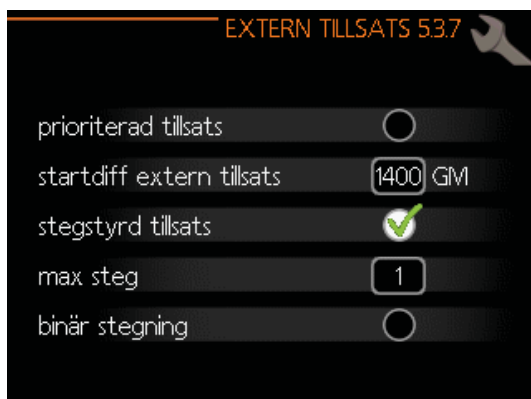 EXTERN TILLSATS 5.3.7
prioriterad tillsats
startdiff extern tillsats 1400 GM
stegstyrd tillsats
max steg 1
binär stegning